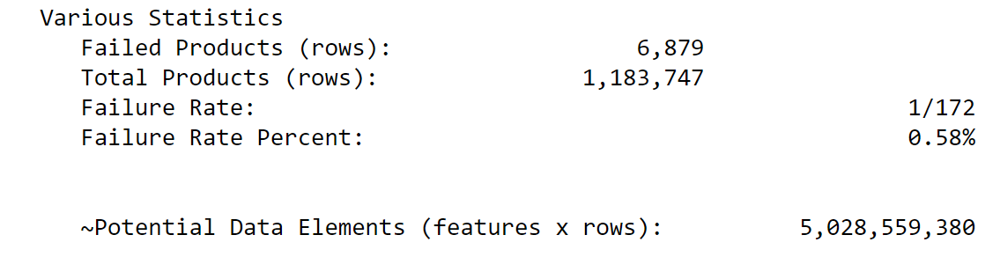 Various Statistics
Failed Products (rows): 6,879
Total Products (rows): 1,183,747
Failure Rate: 1/172
Failure Rate Percent: 0.58%
~Potential Data Elements (features x rows): 5,028,559,380